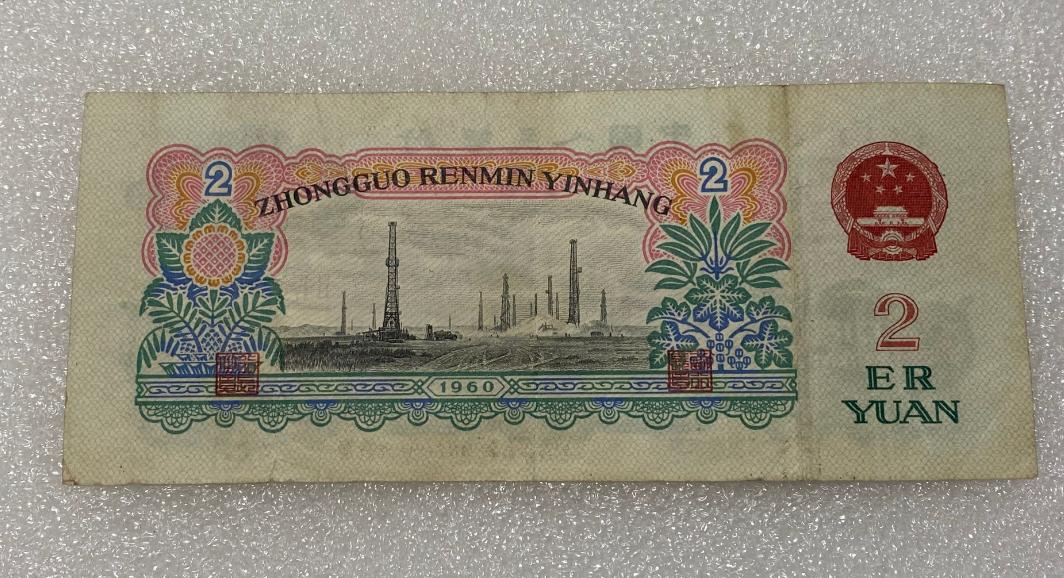 2
ZHONGGUO RENMIN YINHANG
2
1960
2
ER
YUAN